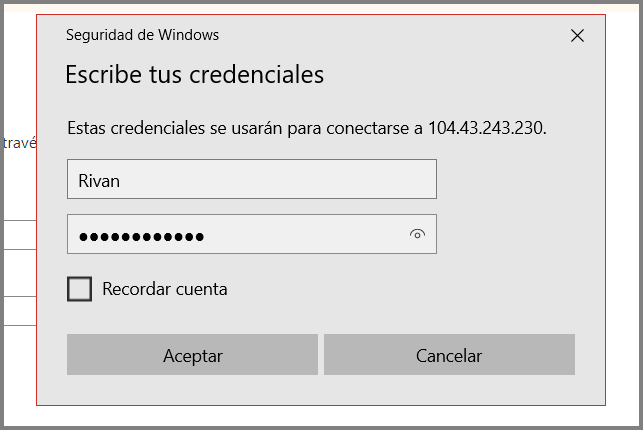 Seguridad de Windows
Escribe tus credenciales
Estas credenciales se usarán para conectarse a 104.43.243.230.
travé
Rivan
●●●●●●●●●●●●
Recordar cuenta
Aceptar
Cancelar